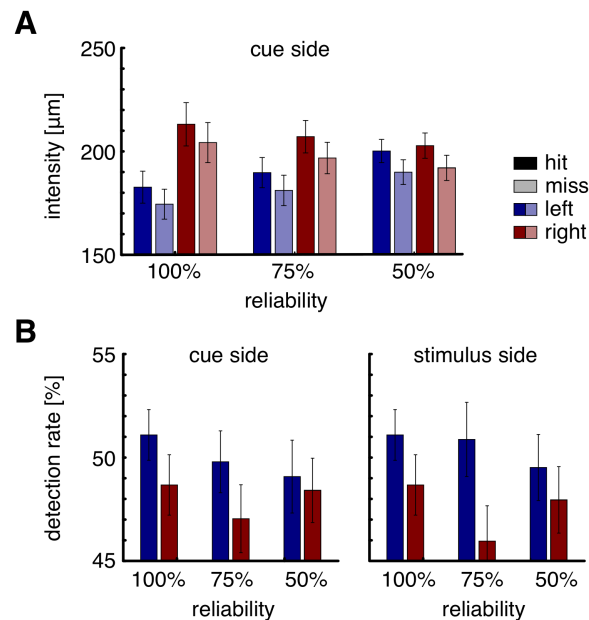 A
cue side
intensity [µm]
250
200
150
100% 75% 50%
reliability
hit
miss
left
right
B
cue side stimulus side
detection rate [%]
55
50
45
100% 75% 50% 100% 75% 50%
reliability reliability